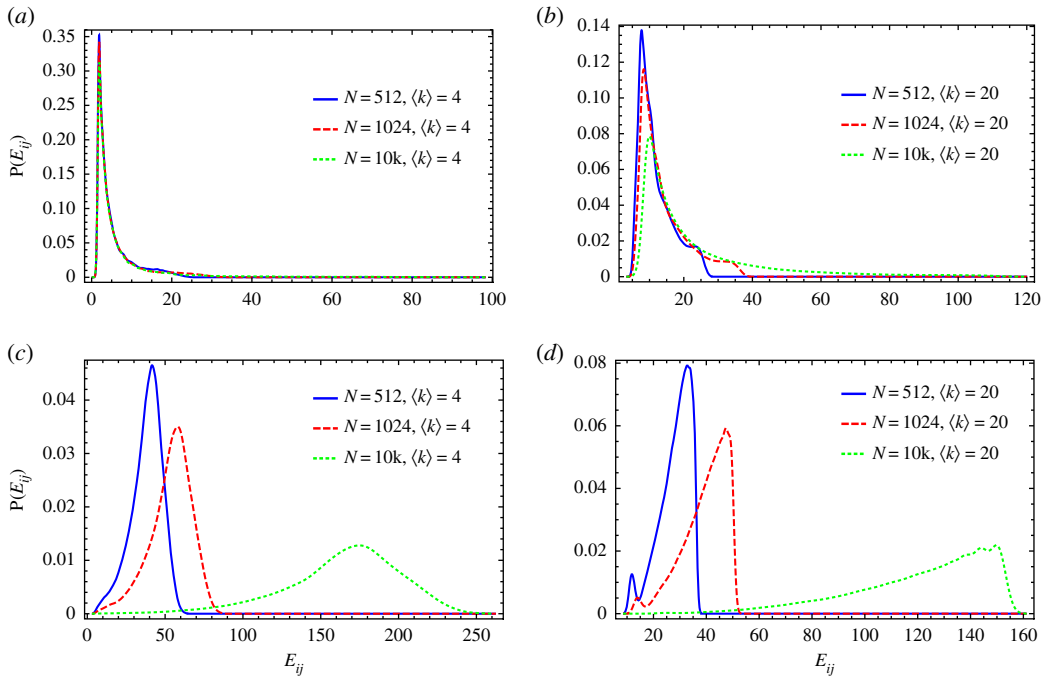 (a)
0.35
0.30
0.25
0.20
0.15
0.10
0.05
0
P(E_ij)
N = 512, ⟨k⟩ = 4
N = 1024, ⟨k⟩ = 4
N = 10k, ⟨k⟩ = 4
0 20 40 60 80 100
(b)
0.14
0.12
0.10
0.08
0.06
0.04
0.02
0
N = 512, ⟨k⟩ = 20
N = 1024, ⟨k⟩ = 20
N = 10k, ⟨k⟩ = 20
20 40 60 80 100 120
(c)
0.04
0.03
0.02
0.01
0
P(E_ij)
N = 512, ⟨k⟩ = 4
N = 1024, ⟨k⟩ = 4
N = 10k, ⟨k⟩ = 4
0 50 100 150 200 250
E_ij
(d)
0.08
0.06
0.04
0.02
0
N = 512, ⟨k⟩ = 20
N = 1024, ⟨k⟩ = 20
N = 10k, ⟨k⟩ = 20
20 40 60 80 100 120 140 160
E_ij